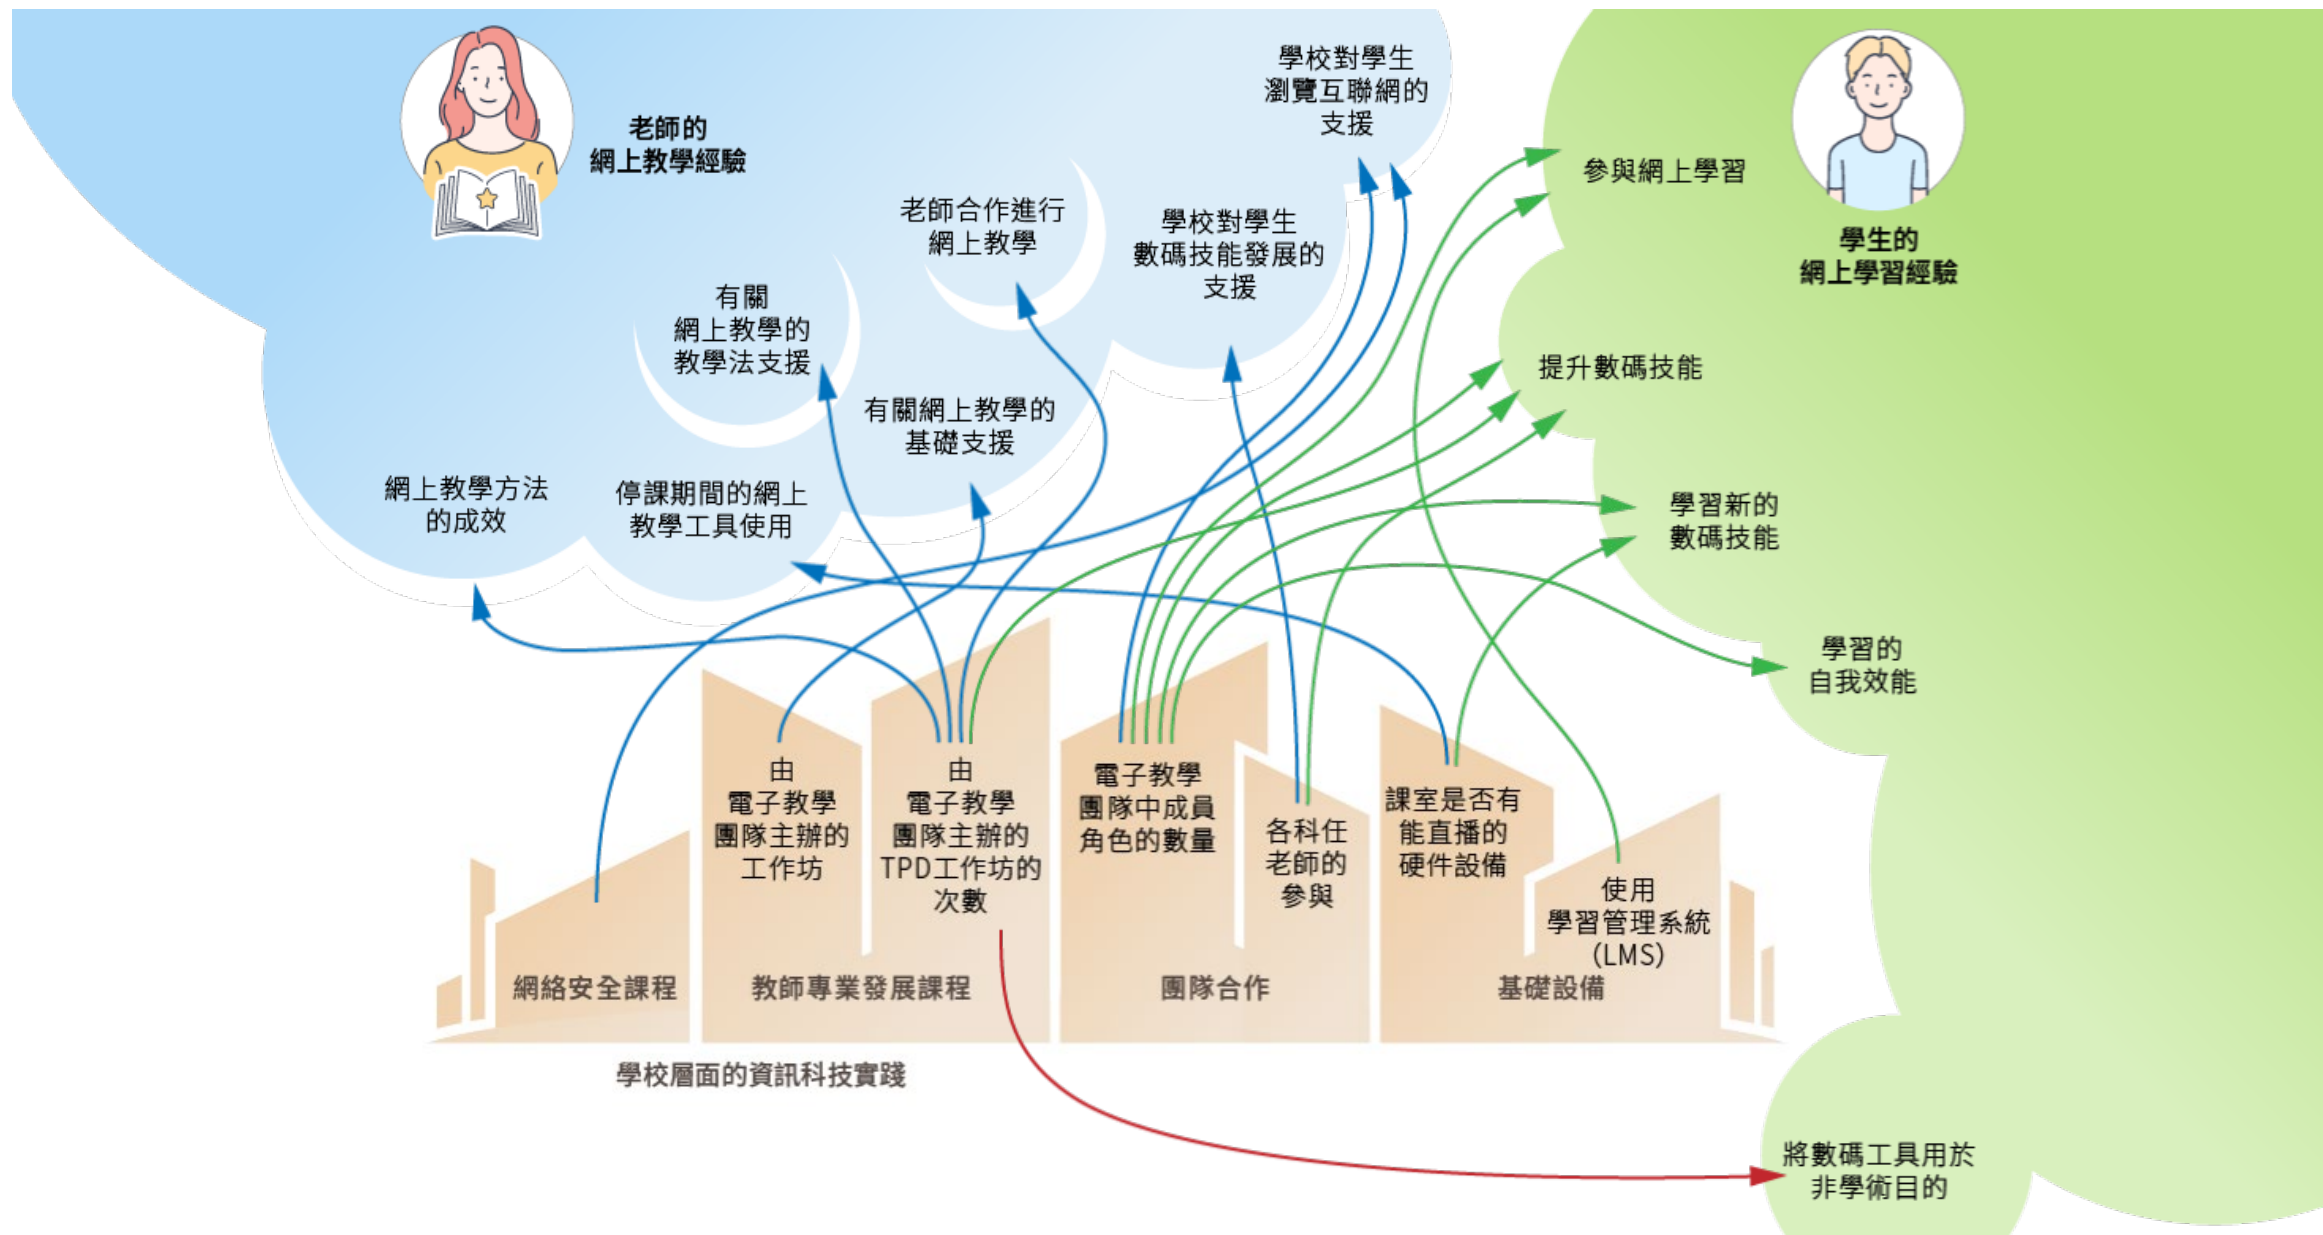 老師的
網上教學經驗
學校對學生
瀏覽互聯網的
支援
老師合作進行
網上教學
學校對學生
數碼技能發展的
支援
有關
網上教學的
教學法支援
有關網上教學的
基礎支援
網上教學方法
的成效
停課期間的網上
教學工具使用
參與網上學習
學生的
網上學習經驗
提升數碼技能
學習新的
數碼技能
學習的
自我效能
由
電子教學
團隊主辦的
工作坊
由
電子教學
團隊主辦的
TPD工作坊的
次數
電子教學
團隊中成員
角色的數量
各科任
老師的
參與
課室是否有
能直播的
硬件設備
使用
學習管理系統
(LMS)
網絡安全課程
教師專業發展課程
團隊合作
基礎設備
學校層面的資訊科技實踐
將數碼工具用於
非學術目的